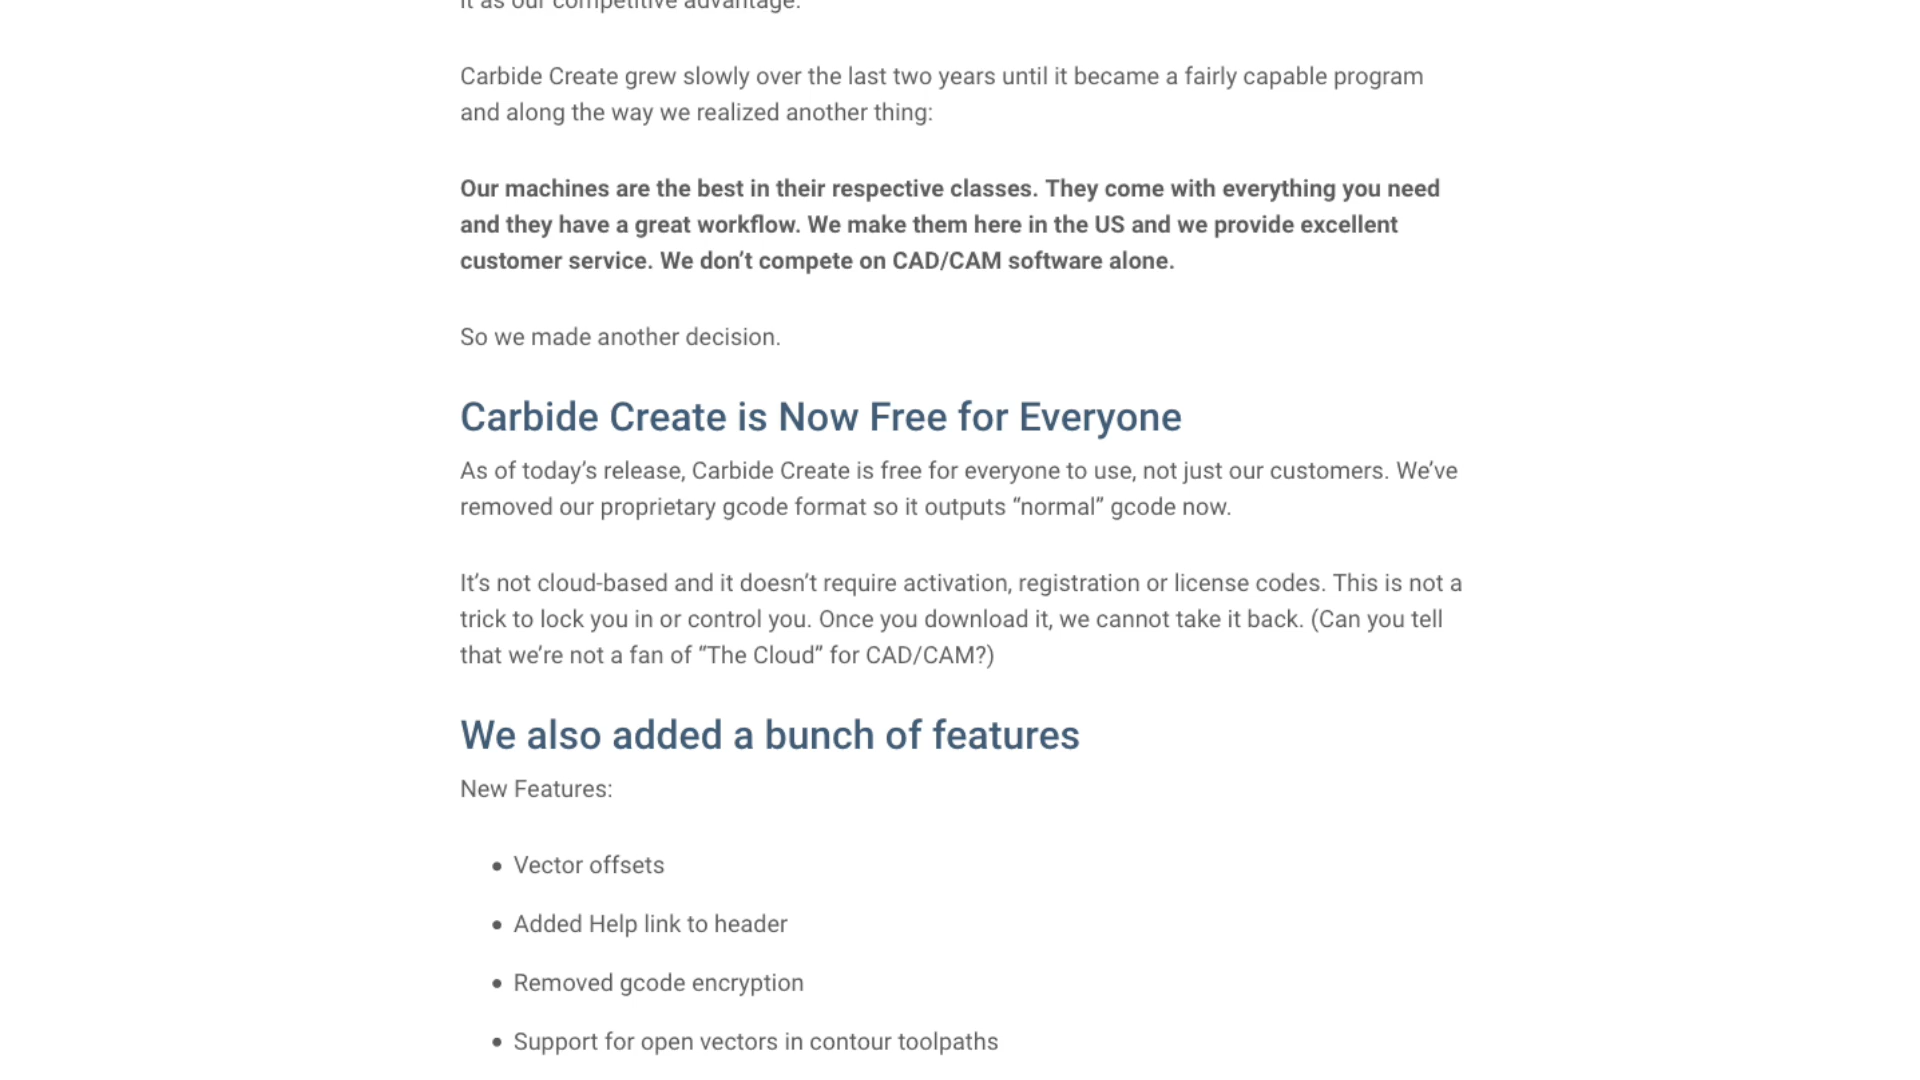 it as our competitive advantage.
Carbide Create grew slowly over the last two years until it became a fairly capable program
and along the way we realized another thing:
Our machines are the best in their respective classes. They come with everything you need
and they have a great workflow. We make them here in the US and we provide excellent
customer service. We don’t compete on CAD/CAM software alone.
So we made another decision.
Carbide Create is Now Free for Everyone
As of today’s release, Carbide Create is free for everyone to use, not just our customers. We’ve
removed our proprietary gcode format so it outputs “normal” gcode now.
It’s not cloud-based and it doesn’t require activation, registration or license codes. This is not a
trick to lock you in or control you. Once you download it, we cannot take it back. (Can you tell
that we’re not a fan of “The Cloud” for CAD/CAM?)
We also added a bunch of features
New Features:
• Vector offsets
• Added Help link to header
• Removed gcode encryption
• Support for open vectors in contour toolpaths